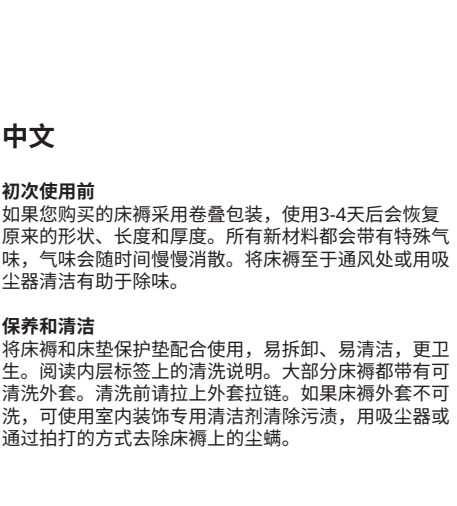 中文
初次使用前
如果您购买的床褥采用卷叠包装，使用3-4天后会恢复
原来的形状、长度和厚度。所有新材料都会带有特殊气
味，气味会随时间慢慢消散。将床褥至于通风处或用吸
尘器清洁有助于除味。
保养和清洁
将床褥和床垫保护垫配合使用，易拆卸、易清洁，更卫
生。阅读内层标签上的清洗说明。大部分床褥都带有可
清洗外套。清洗前请拉上外套拉链。如果床褥外套不可
洗，可使用室内装饰专用清洁剂清除污渍，用吸尘器或
通过拍打的方式去除床褥上的尘螨。